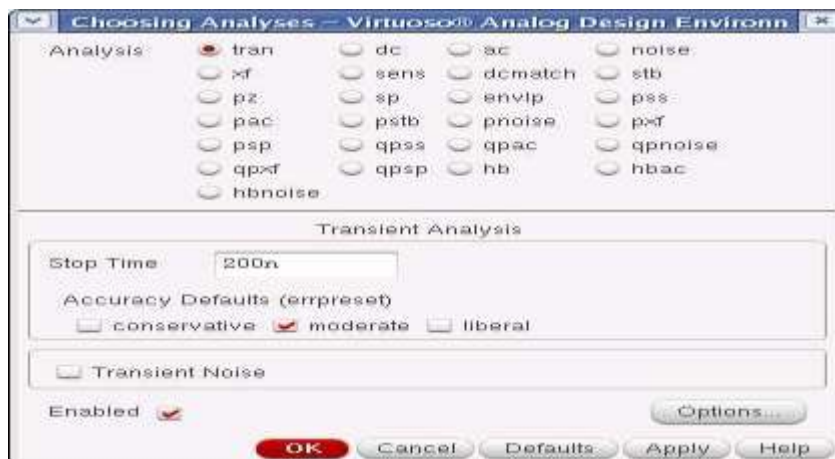 Choosing Analyses – Virtuoso® Analog Design Environn
Analysis tran dc ac noise
xf sens dcmatch stb
pz sp envlp pss
pac pstb pnoise pxf
psp qpss qpac qpnoise
qpxf qpsp hb hbac
hbnoise
Transient Analysis
Stop Time 200n
Accuracy Defaults (errpreset)
conservative moderate liberal
Transient Noise
Enabled Options...
OK Cancel Defaults Apply Help